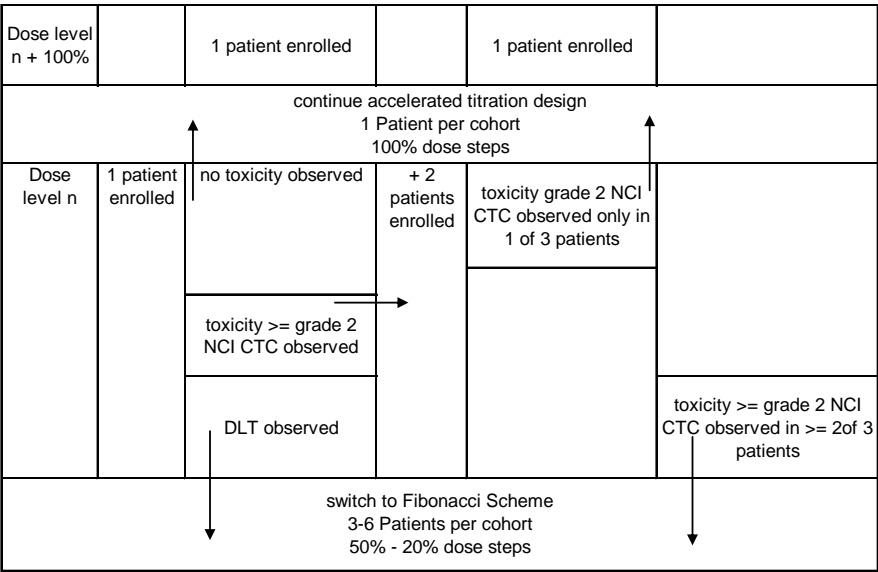 Dose level
n + 100%
1 patient enrolled
1 patient enrolled
continue accelerated titration design
1 Patient per cohort
100% dose steps
Dose
level n
1 patient
enrolled
no toxicity observed
+ 2
patients
enrolled
toxicity grade 2 NCI
CTC observed only in
1 of 3 patients
toxicity >= grade 2
NCI CTC observed
DLT observed
toxicity >= grade 2 NCI
CTC observed in >= 2of 3
patients
switch to Fibonacci Scheme
3-6 Patients per cohort
50% - 20% dose steps